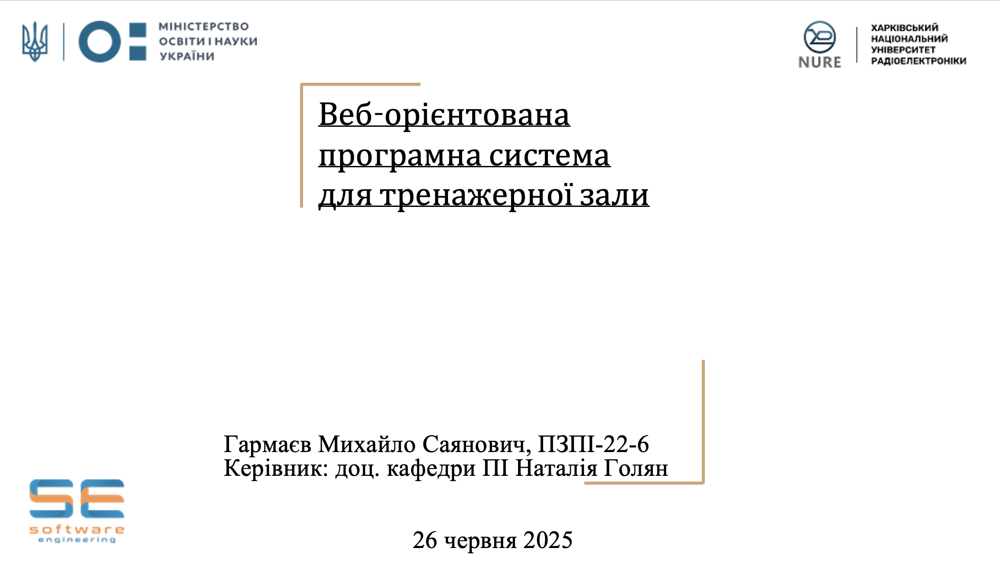 МІНІСТЕРСТВО
ОСВІТИ І НАУКИ
УКРАЇНИ
NURE
ХАРКІВСЬКИЙ
НАЦІОНАЛЬНИЙ
УНІВЕРСИТЕТ
РАДІОЕЛЕКТРОНІКИ
Веб-орієнтована
програмна система
для тренажерної зали
Гармаєв Михайло Саянович, ПЗПІ-22-6
Керівник: доц. кафедри ПІ Наталія Голян
SE
software
engineering
26 червня 2025